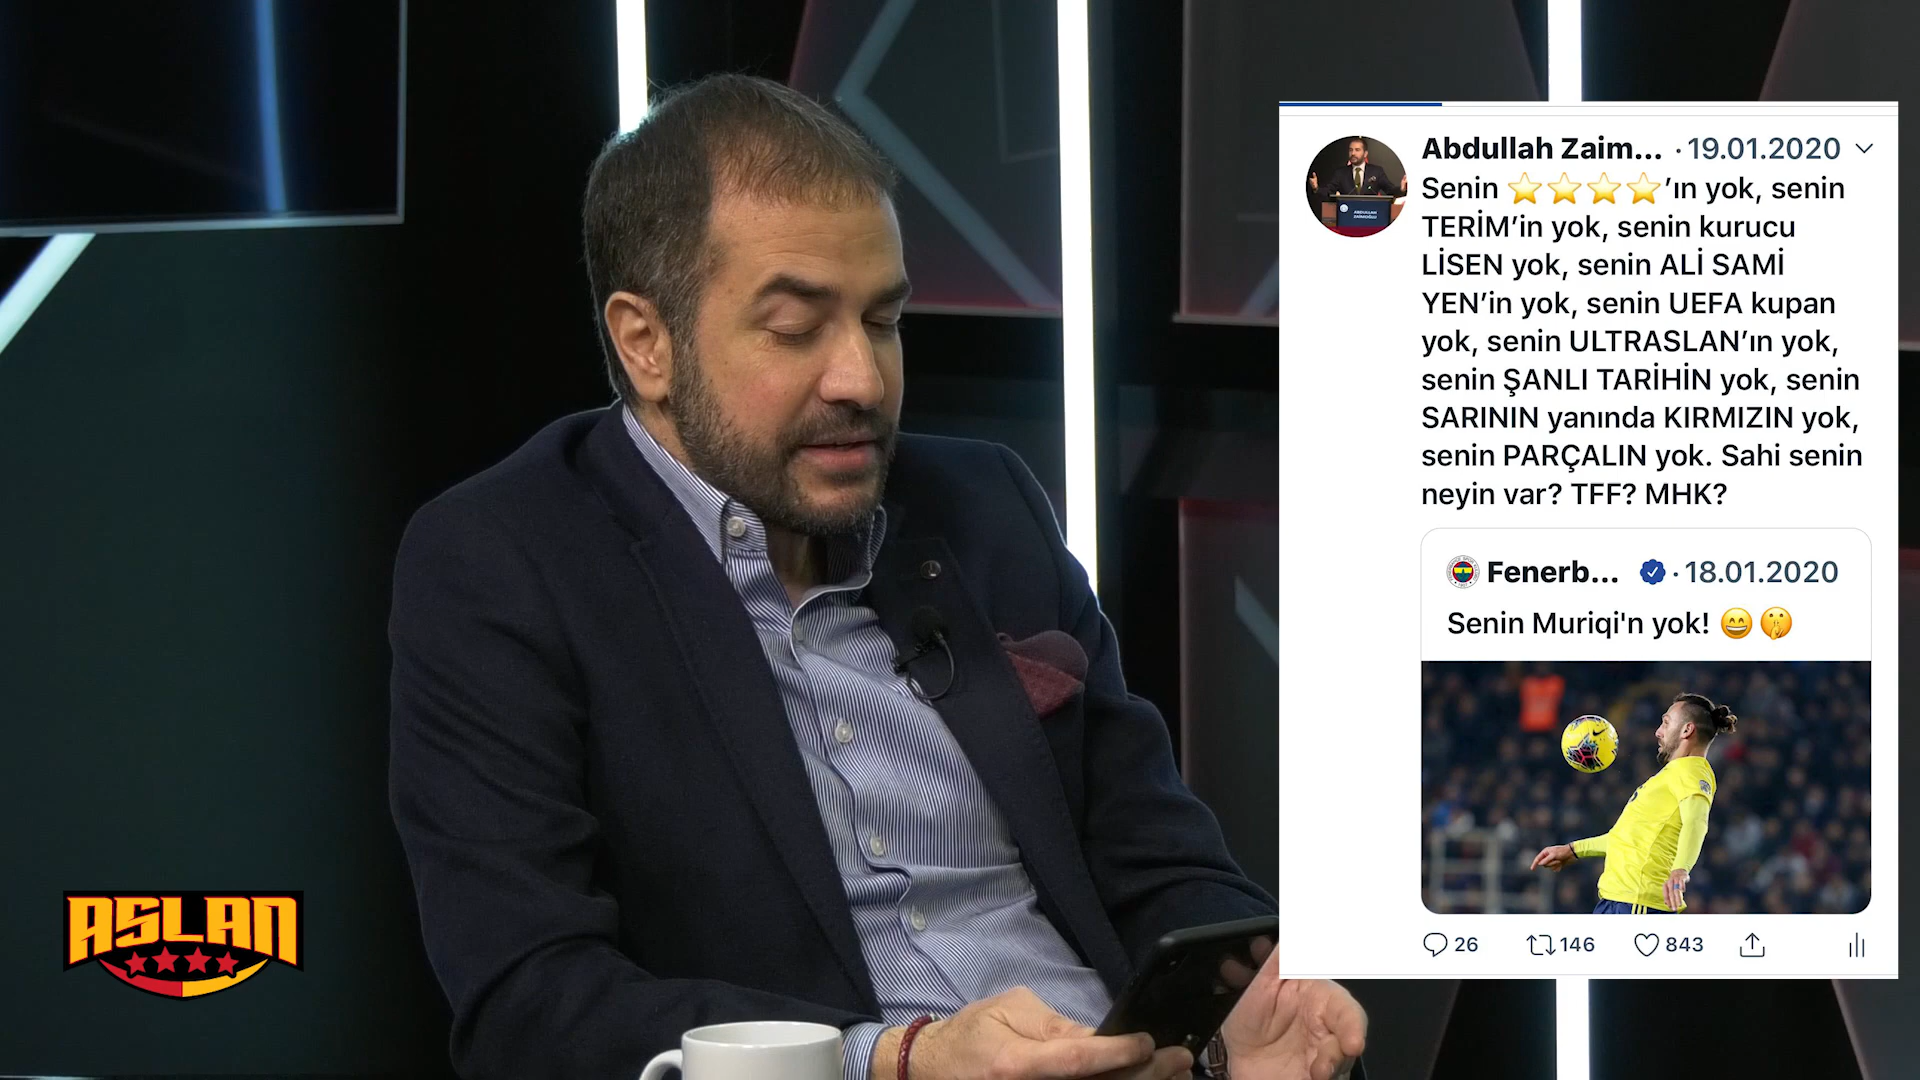 Abdullah Zaim... · 19.01.2020
Senin ⭐⭐⭐⭐'ın yok, senin
TERİM'in yok, senin kurucu
LİSEN yok, senin ALİ SAMİ
YEN'in yok, senin UEFA kupan
yok, senin ULTRASLAN'ın yok,
senin ŞANLI TARİHİN yok, senin
SARININ yanında KIRMIZIN yok,
senin PARÇALIN yok. Sahi senin
neyin var? TFF? MHK?
Fenerb... · 18.01.2020
Senin Muriqi'n yok! 😄🤫
26 146 843
ASLAN
ABDULLAH